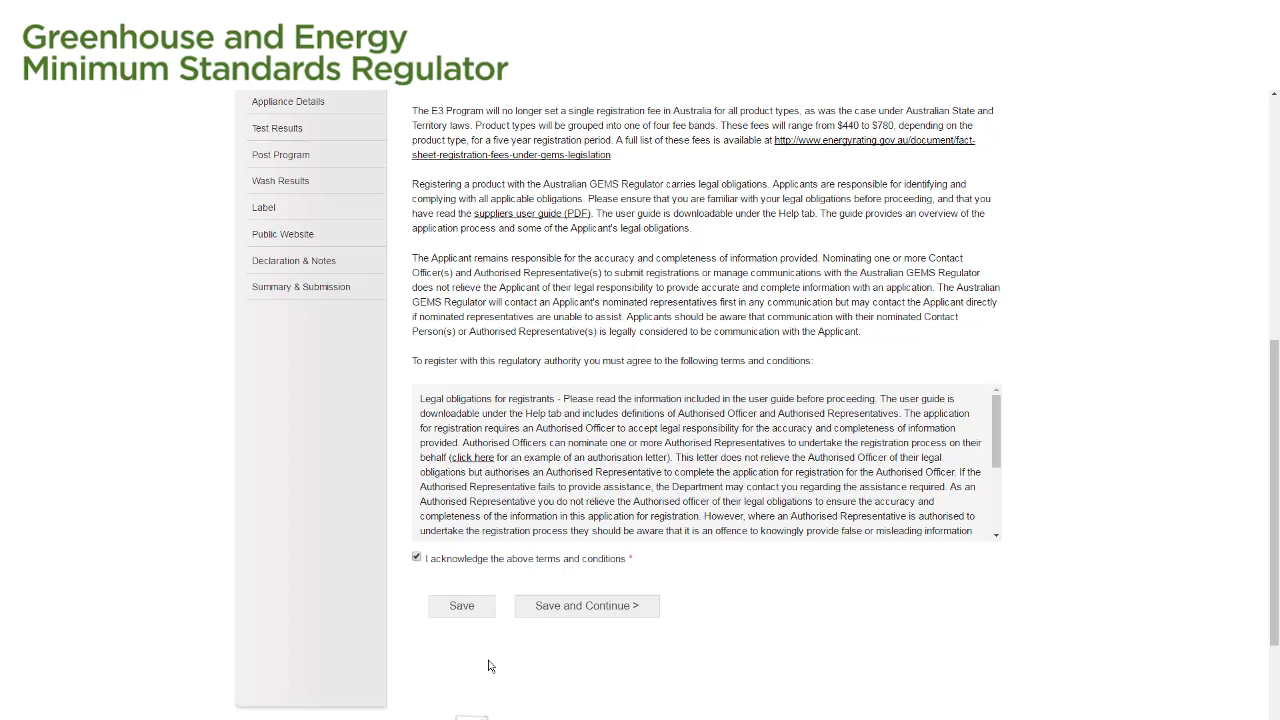 Greenhouse and Energy
Minimum Standards Regulator
Appliance Details
Test Results
Post Program
Wash Results
Label
Public Website
Declaration & Notes
Summary & Submission
The E3 Program will no longer set a single registration fee in Australia for all product types, as was the case under Australian State and
Territory laws. Product types will be grouped into one of four fee bands. These fees will range from $440 to $780, depending on the
product type, for a five year registration period. A full list of these fees is available at http://www.energyrating.gov.au/document/fact-
sheet-registration-fees-under-gems-legislation
Registering a product with the Australian GEMS Regulator carries legal obligations. Applicants are responsible for identifying and
complying with all applicable obligations. Please ensure that you are familiar with your legal obligations before proceeding, and that you
have read the suppliers user guide (PDF). The user guide is downloadable under the Help tab. The guide provides an overview of the
application process and some of the Applicant's legal obligations.
The Applicant remains responsible for the accuracy and completeness of information provided. Nominating one or more Contact
Officer(s) and Authorised Representative(s) to submit registrations or manage communications with the Australian GEMS Regulator
does not relieve the Applicant of their legal responsibility to provide accurate and complete information with an application. The Australian
GEMS Regulator will contact an Applicant's nominated representatives first in any communication but may contact the Applicant directly
if nominated representatives are unable to assist. Applicants should be aware that communication with their nominated Contact
Person(s) or Authorised Representative(s) is legally considered to be communication with the Applicant.
To register with this regulatory authority you must agree to the following terms and conditions:
Legal obligations for registrants - Please read the information included in the user guide before proceeding. The user guide is
downloadable under the Help tab and includes definitions of Authorised Officer and Authorised Representatives. The application
for registration requires an Authorised Officer to accept legal responsibility for the accuracy and completeness of information
provided. Authorised Officers can nominate one or more Authorised Representatives to undertake the registration process on their
behalf (click here for an example of an authorisation letter). This letter does not relieve the Authorised Officer of their legal
obligations but authorises an Authorised Representative to complete the application for registration for the Authorised Officer. If the
Authorised Representative fails to provide assistance, the Department may contact you regarding the assistance required. As an
Authorised Representative you do not relieve the Authorised officer of their legal obligations to ensure the accuracy and
completeness of the information in this application for registration. However, where an Authorised Representative is authorised to
undertake the registration process they should be aware that it is an offence to knowingly provide false or misleading information
I acknowledge the above terms and conditions *
Save
Save and Continue >